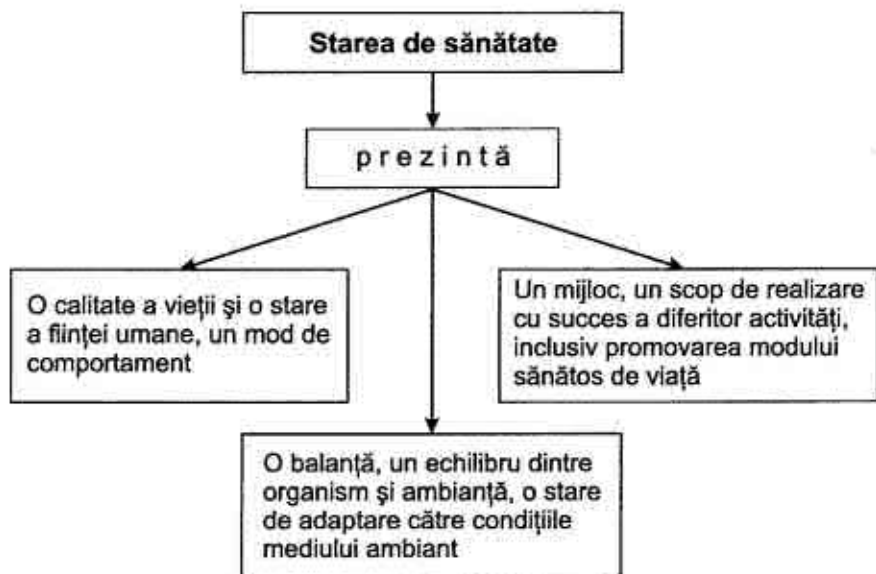 Starea de sănătate
prezintă
O calitate a vieţii şi o stare
a fiinţei umane, un mod de
comportament
Un mijloc, un scop de realizare
cu succes a diferitor activităţi,
inclusiv promovarea modului
sănătos de viaţă
O balanţă, un echilibru dintre
organism şi ambianţă, o stare
de adaptare către condiţiile
mediului ambiant